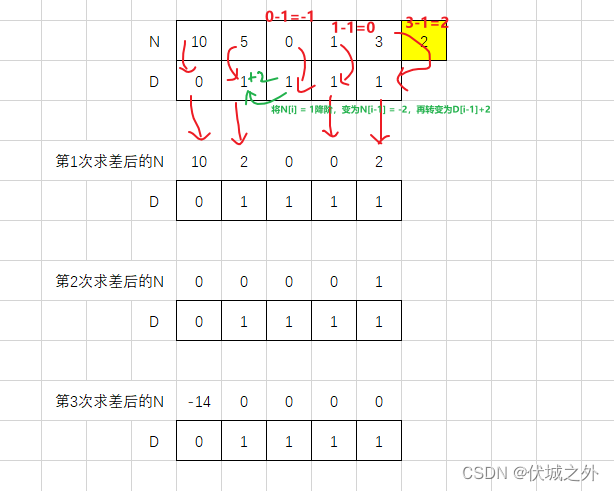 0-1=-1 1-1=0 3-1=2
N 10 5 0 1 3 2
D 0 1 +2 1 1 1
将N[i] = 1降阶，变为N[i-1] = -2，再转变为D[i-1]+2
第1次求差后的N 10 2 0 0 2
D 0 1 1 1 1
第2次求差后的N 0 0 0 0 1
D 0 1 1 1 1
第3次求差后的N -14 0 0 0 0
D 0 1 1 1 1
CSDN @伏城之外